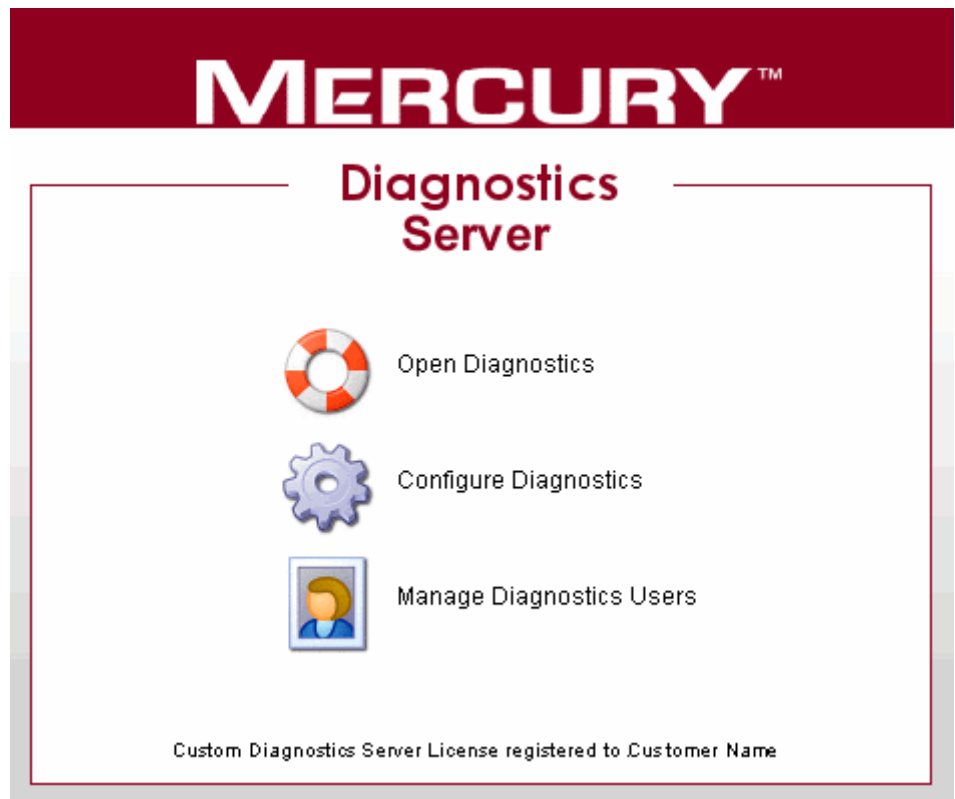 MERCURY™
Diagnostics
Server
Open Diagnostics
Configure Diagnostics
Manage Diagnostics Users
Custom Diagnostics Server License registered to .Customer Name